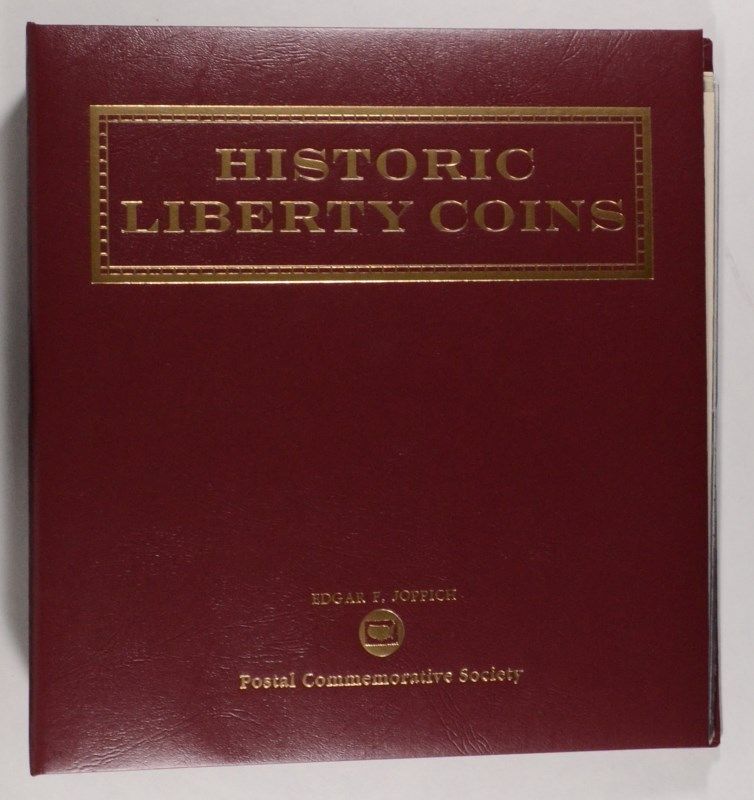 HISTORIC
LIBERTY COINS
EDGAR F. JOPPICH
Postal Commemorative Society